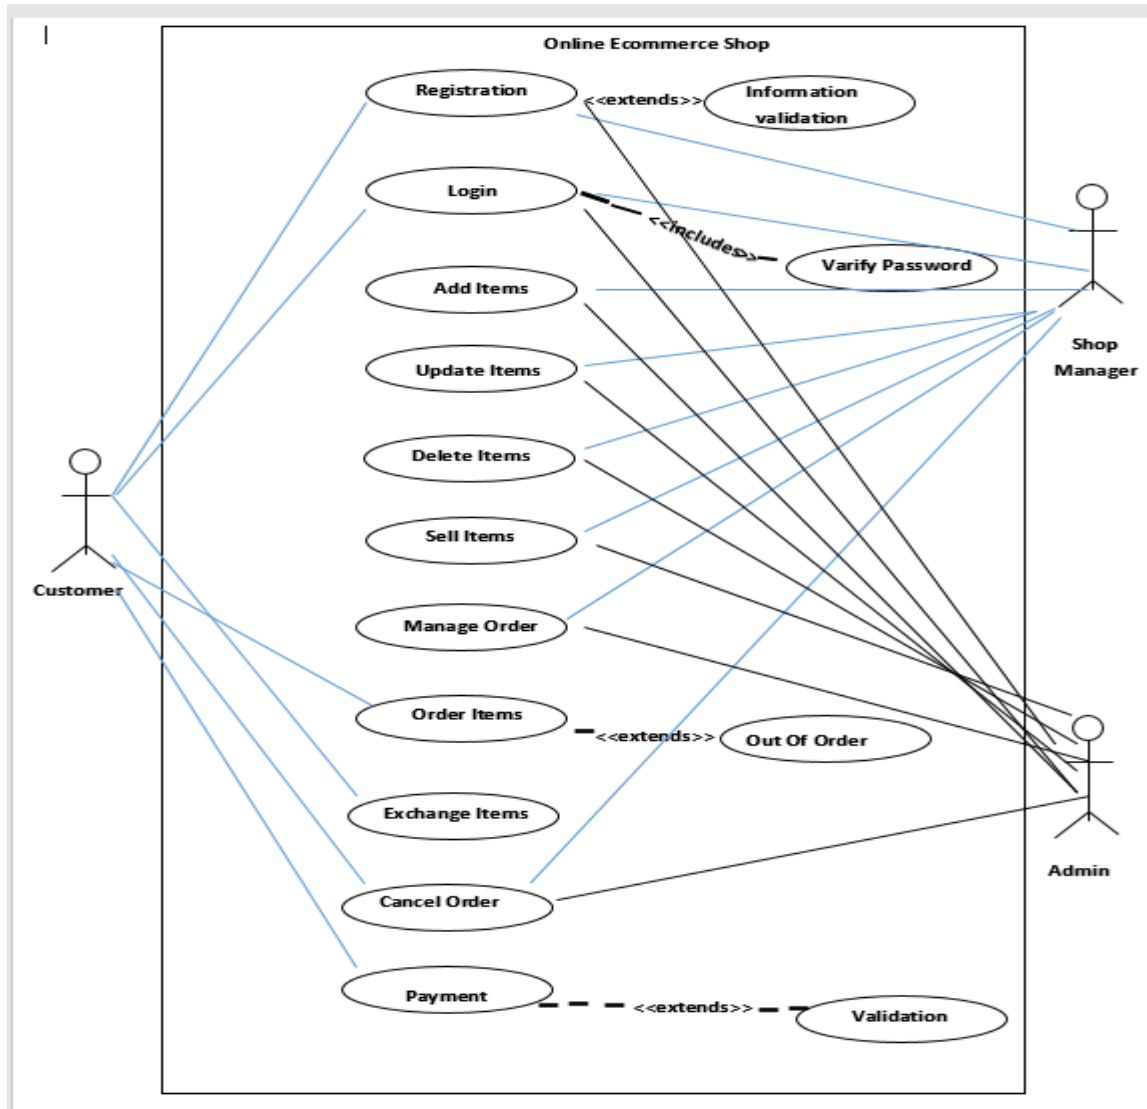 Online Ecommerce Shop
Registration
<<extends>>
Information
validation
Login
<<includes>>
Varify Password
Add Items
Update Items
Shop
Manager
Delete Items
Sell Items
Customer
Manage Order
Order Items
<<extends>>
Out Of Order
Exchange Items
Admin
Cancel Order
Payment
<<extends>>
Validation